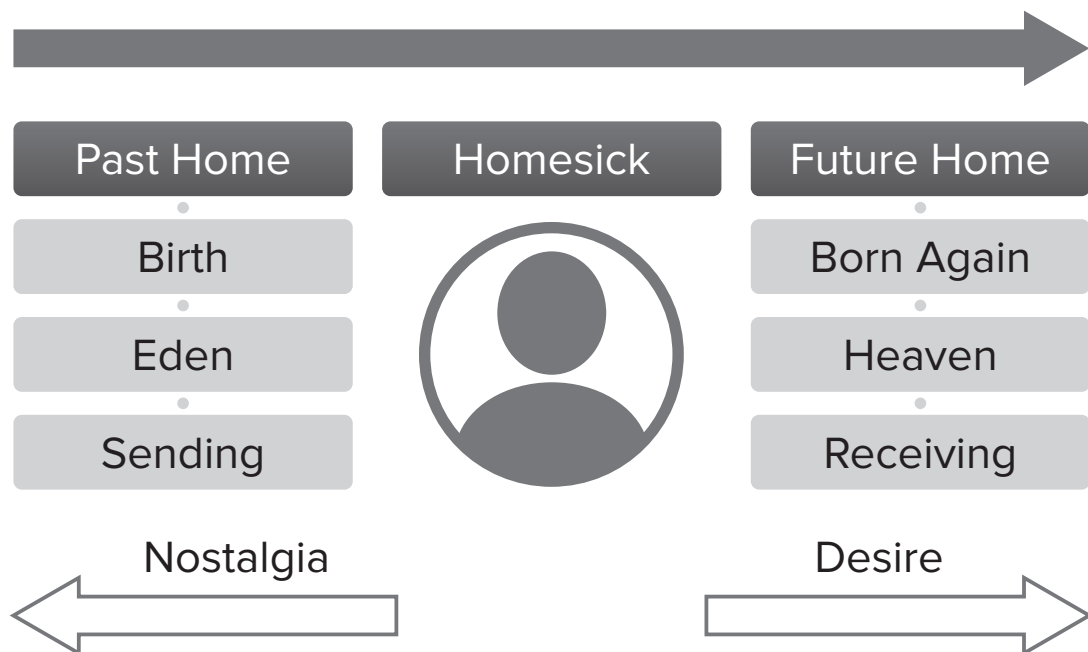 Past Home
Homesick
Future Home
Birth
Born Again
Eden
Heaven
Sending
Receiving
Nostalgia
Desire